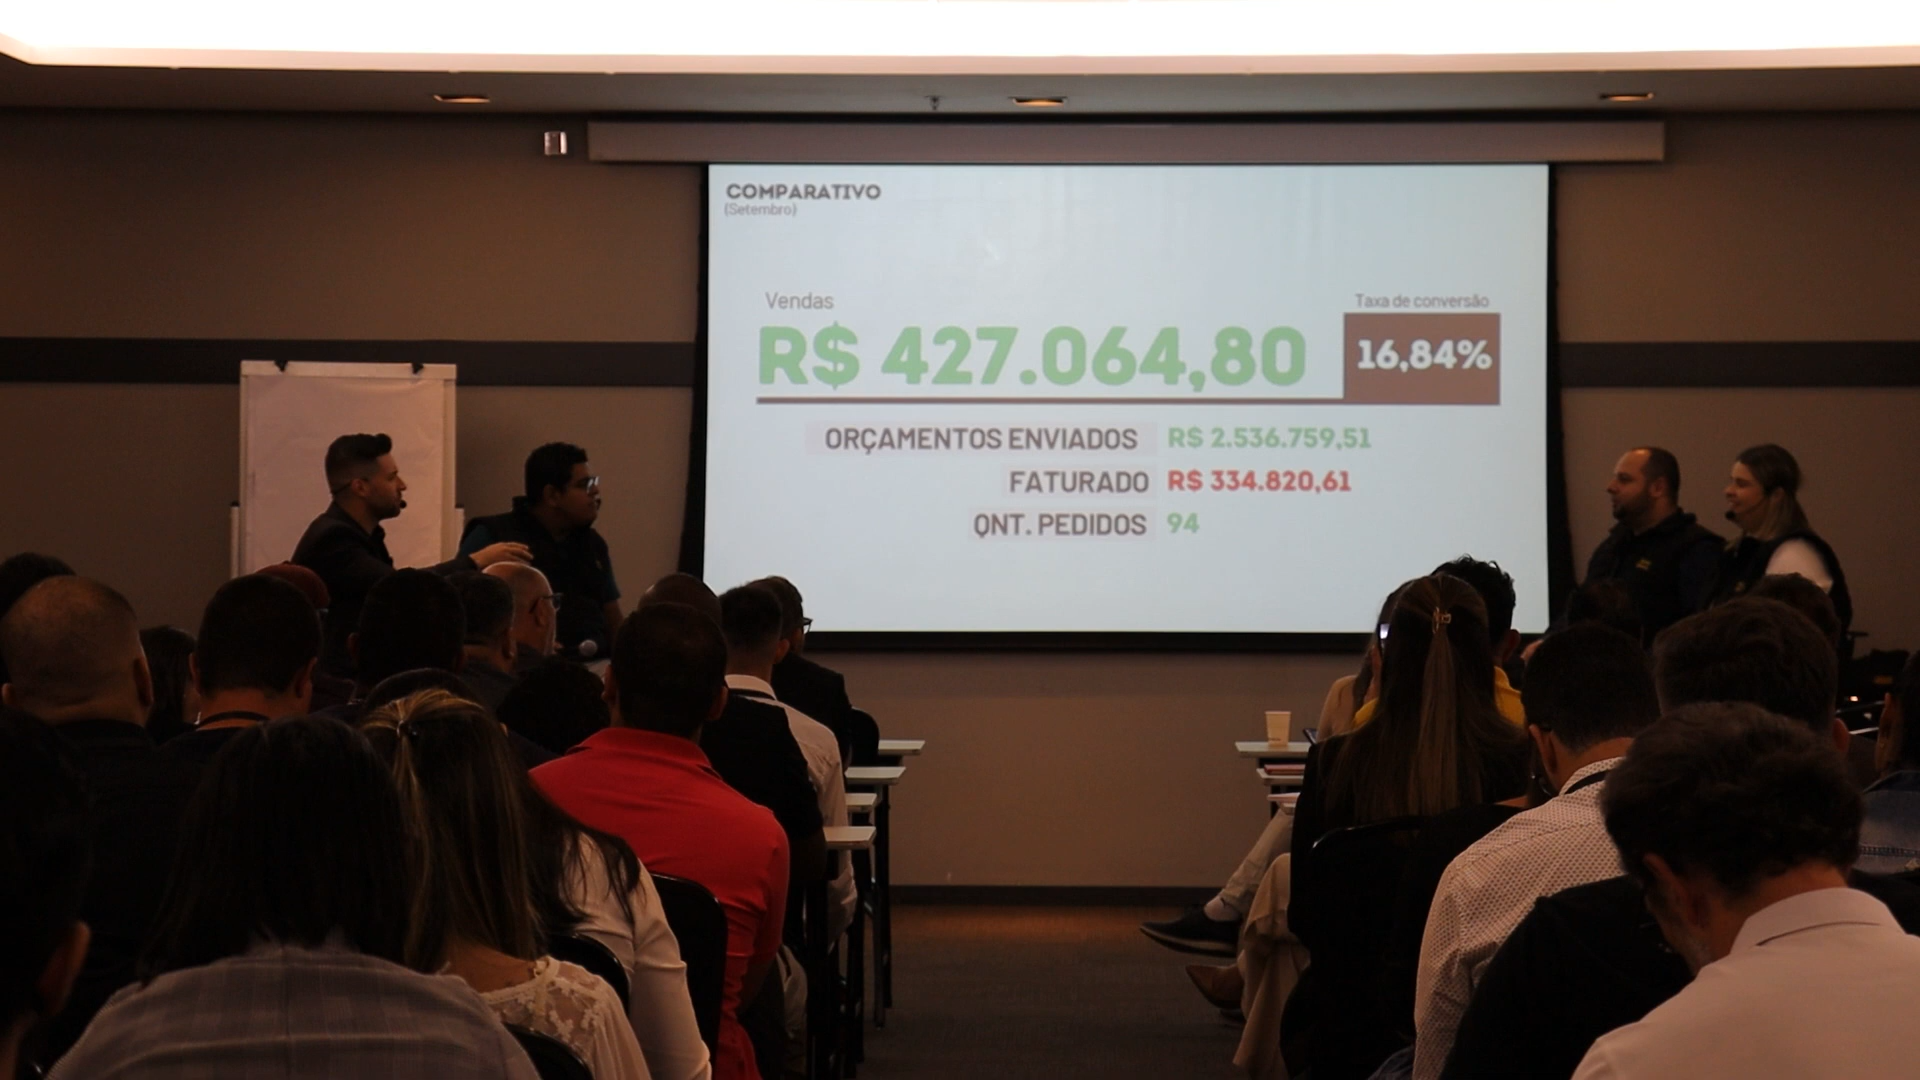 COMPARATIVO
(Setembro)
Vendas
Taxa de conversão
R$ 427.064,80
16,84%
ORÇAMENTOS ENVIADOS R$ 2.536.759,51
FATURADO R$ 334.820,61
QNT. PEDIDOS 94